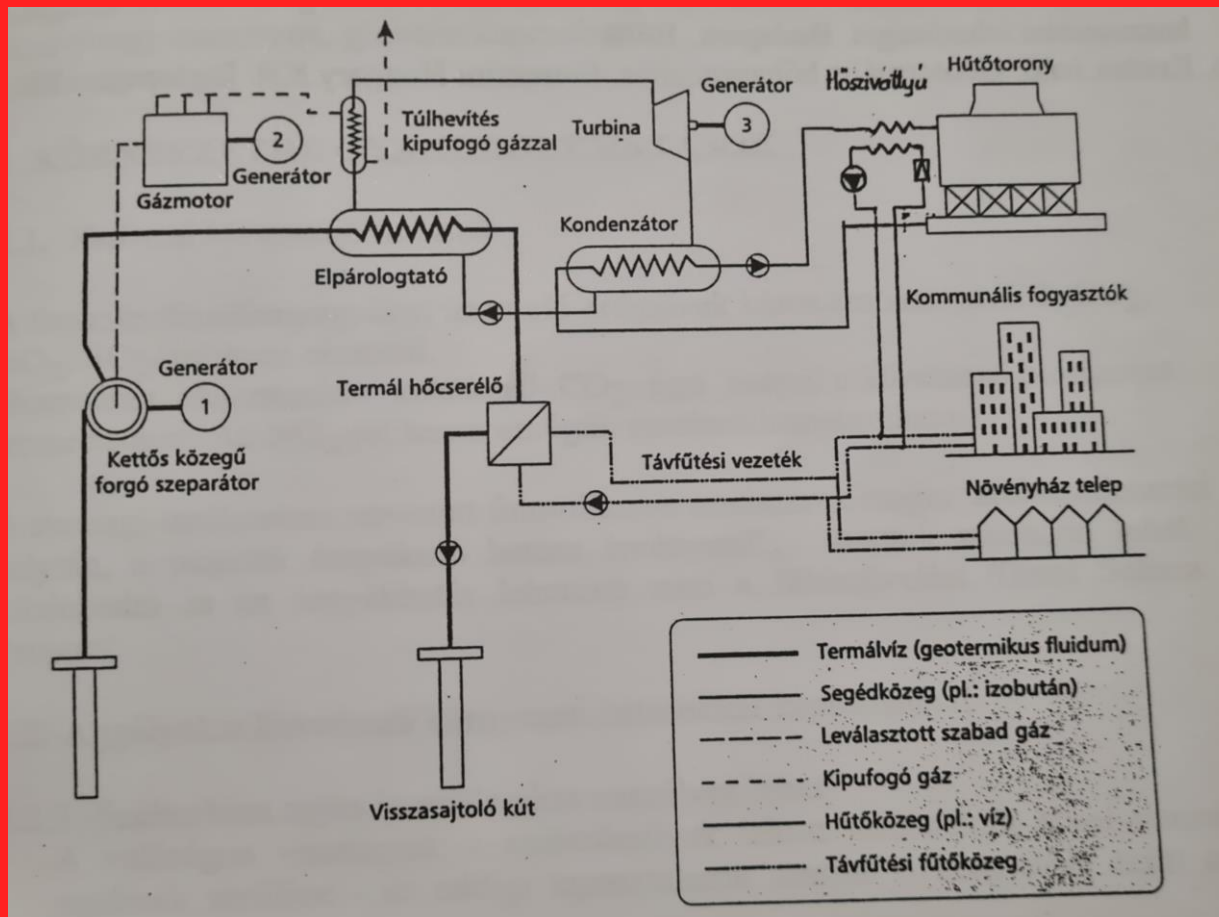 Hűtőtorony
Hőszivattyú
Generátor
3
Turbina
Túlhevítés
kipufogó gázzal
2
Generátor
Gázmotor
Kondenzátor
Elpárologtató
Kommunális fogyasztók
Generátor
1
Termál hőcserélő
Kettős közegű
forgó szeparátor
Távfűtési vezeték
Növényház telep
Visszasajtoló kút
Termálvíz (geotermikus fluidum)
Segédközeg (pl.: izobután)
Leválasztott szabad gáz
Kipufogó gáz
Hűtőközeg (pl.: víz)
Távfűtési fűtőközeg